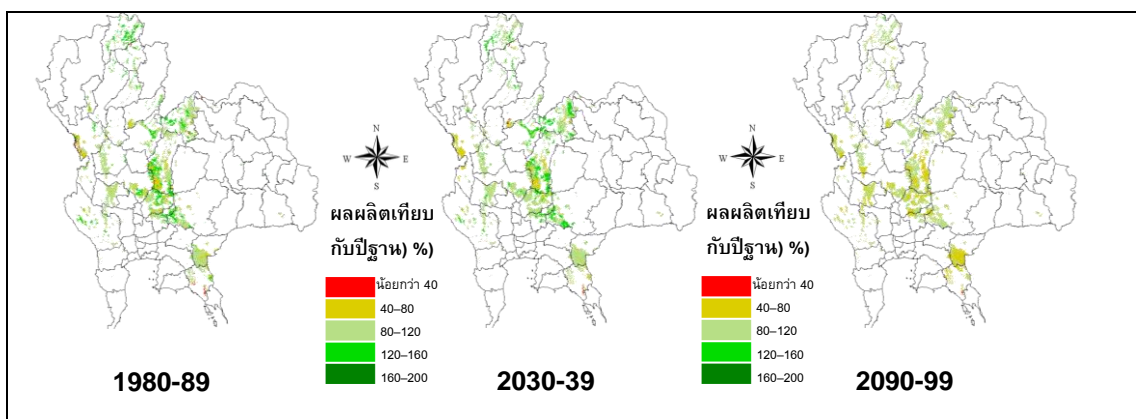 N
W E
S
ผลผลิตเทียบ
กับปีฐาน) %)
น้อยกว่า 40
40–80
80–120
120–160
160–200
N
W E
S
ผลผลิตเทียบ
กับปีฐาน) %)
น้อยกว่า 40
40–80
80–120
120–160
160–200
1980-89
2030-39
2090-99